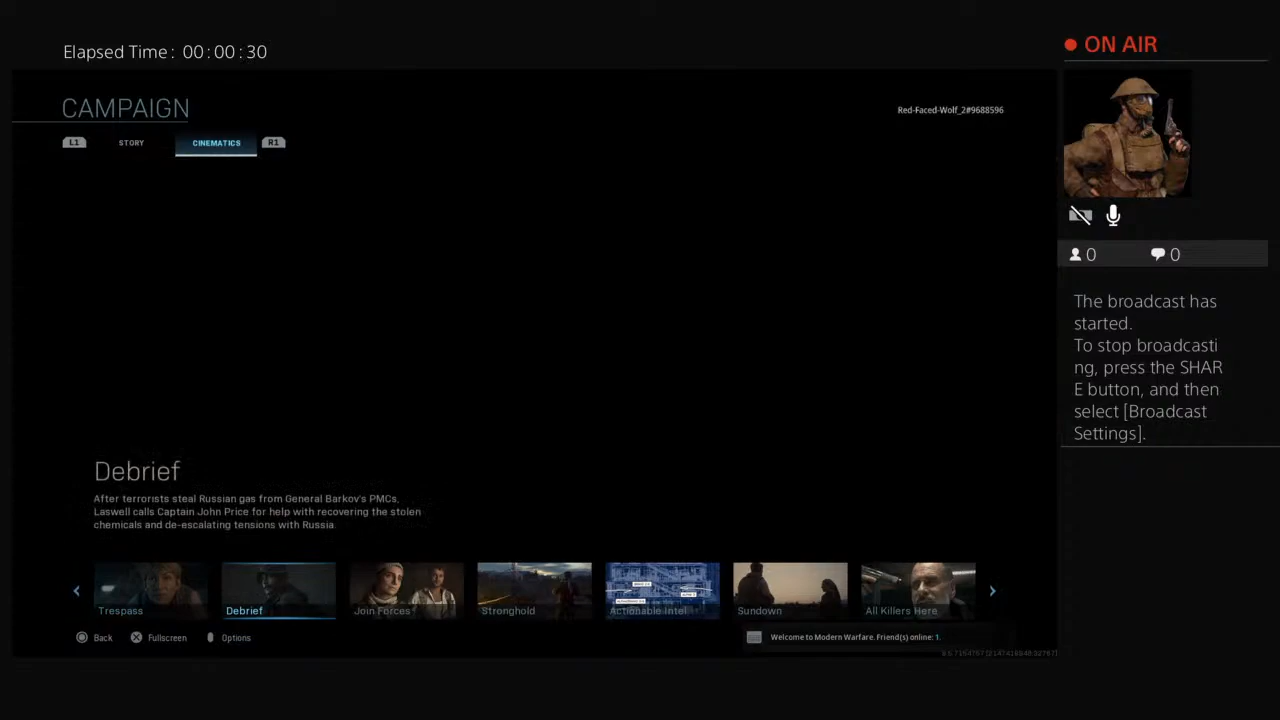 Elapsed Time: 00:00:30
ON AIR
CAMPAIGN
Red-Faced-Wolf_2#9688596
L1 STORY CINEMATICS R1
0 0
The broadcast has
started.
To stop broadcasti
ng, press the SHAR
E button, and then
select [Broadcast
Settings].
Debrief
After terrorists steal Russian gas from General Barkov's PMCs,
Laswell calls Captain John Price for help with recovering the stolen
chemicals and de-escalating tensions with Russia.
Trespass Debrief Join Forces Stronghold Actionable Intel Sundown All Killers Here
Back Fullscreen Options
Welcome to Modern Warfare. Friend(s) online: 1.